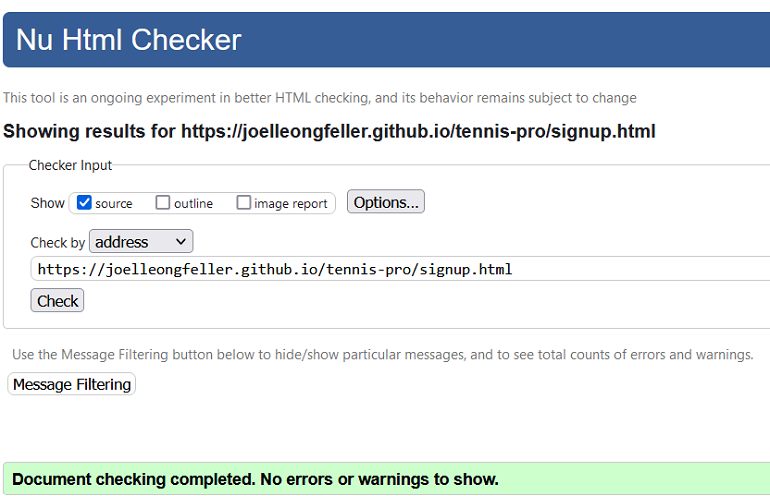 Nu Html Checker
This tool is an ongoing experiment in better HTML checking, and its behavior remains subject to change
Showing results for https://joelleongfeller.github.io/tennis-pro/signup.html
Checker Input
Show source outline image report Options...
Check by address
https://joelleongfeller.github.io/tennis-pro/signup.html
Check
Use the Message Filtering button below to hide/show particular messages, and to see total counts of errors and warnings.
Message Filtering
Document checking completed. No errors or warnings to show.